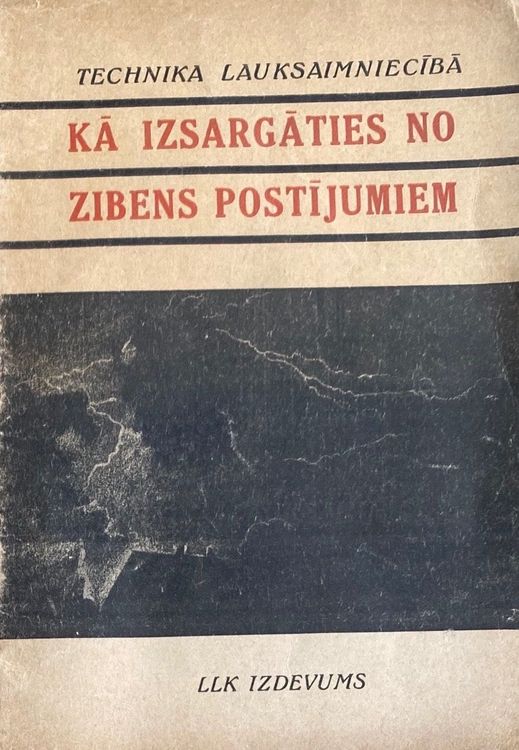 TECHNIKA LAUKSAIMNIECĪBĀ
KĀ IZSARGĀTIES NO
ZIBENS POSTĪJUMIEM
LLK IZDEVUMS